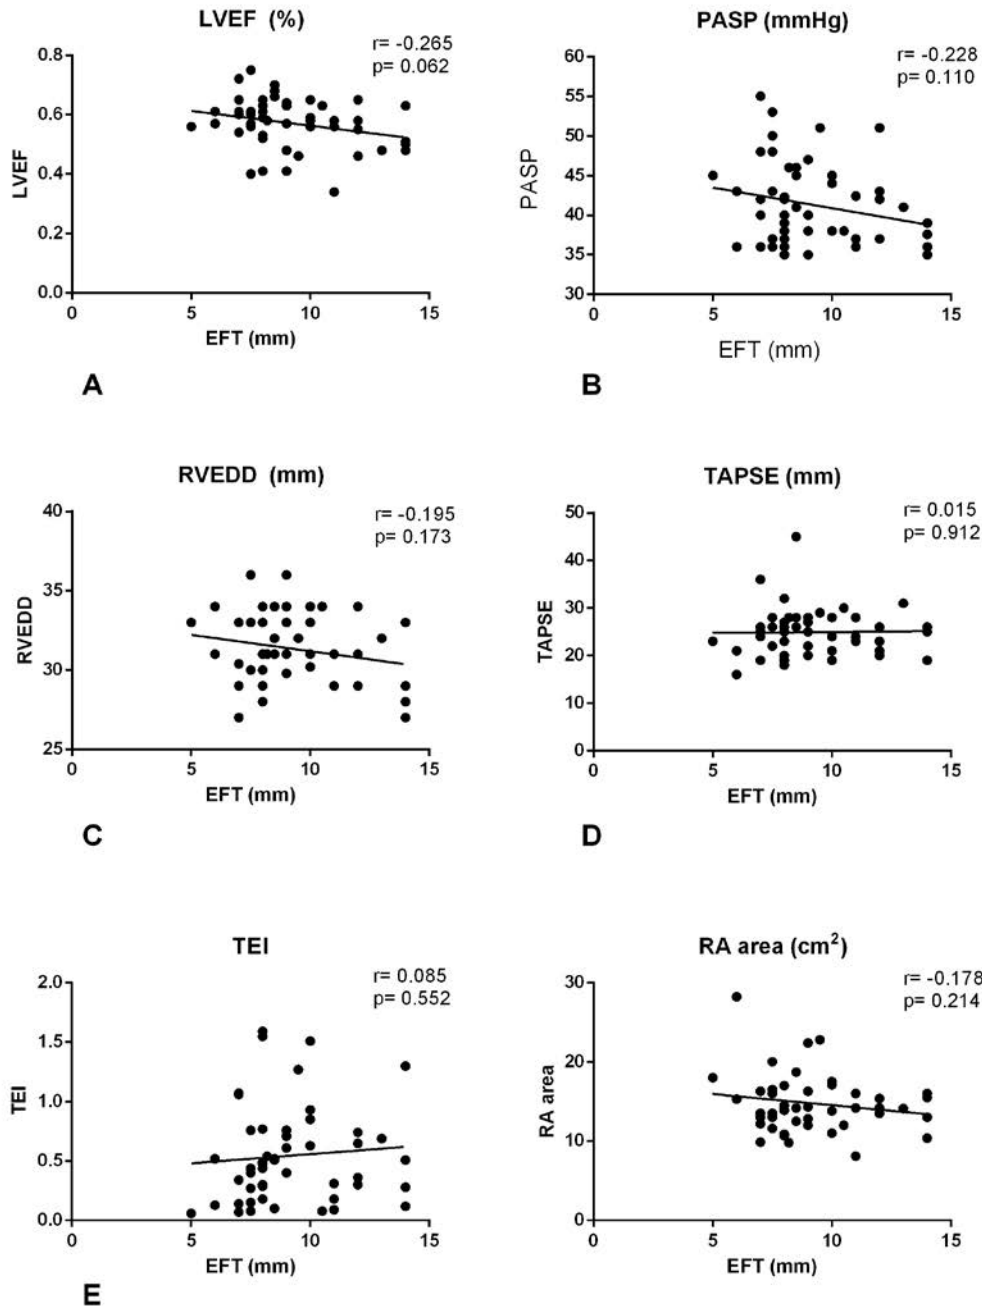 LVEF (%)
r= -0.265
p= 0.062
0.8
0.6
0.4
0.2
0.0
LVEF
0 5 10 15
EFT (mm)
A
PASP (mmHg)
r= -0.228
p= 0.110
60
55
50
45
40
35
30
PASP
0 5 10 15
EFT (mm)
B
RVEDD (mm)
r= -0.195
p= 0.173
40
35
30
25
RVEDD
0 5 10 15
EFT (mm)
C
TAPSE (mm)
r= 0.015
p= 0.912
50
40
30
20
10
0
TAPSE
0 5 10 15
EFT (mm)
D
TEI
r= 0.085
p= 0.552
2.0
1.5
1.0
0.5
0.0
TEI
0 5 10 15
EFT (mm)
E
RA area (cm²)
r= -0.178
p= 0.214
30
20
10
0
RA area
0 5 10 15
EFT (mm)